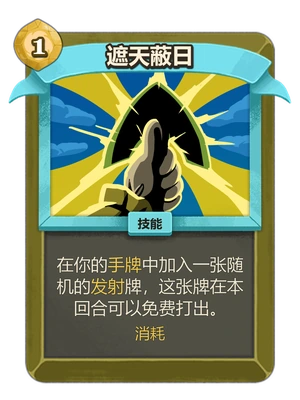 1
遮天蔽日
技能
在你的手牌中加入一张随
机的发射牌，这张牌在本
回合可以免费打出。
消耗